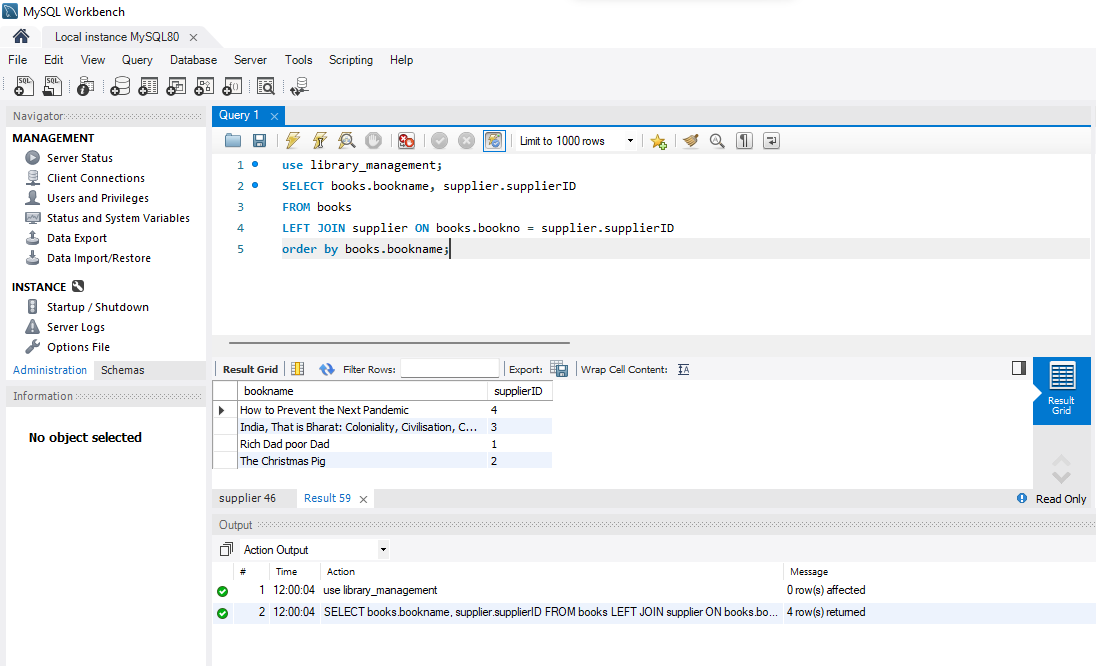 MySQL Workbench
Local instance MySQL80
File Edit View Query Database Server Tools Scripting Help
Navigator
MANAGEMENT
Server Status
Client Connections
Users and Privileges
Status and System Variables
Data Export
Data Import/Restore
INSTANCE
Startup / Shutdown
Server Logs
Options File
Administration Schemas
Information
No object selected
Query 1
Limit to 1000 rows
1 use library_management;
2 SELECT books.bookname, supplier.supplierID
3 FROM books
4 LEFT JOIN supplier ON books.bookno = supplier.supplierID
5 order by books.bookname;
Result Grid Filter Rows: Export: Wrap Cell Content:
bookname supplierID
How to Prevent the Next Pandemic 4
India, That is Bharat: Coloniality, Civilisation, C... 3
Rich Dad poor Dad 1
The Christmas Pig 2
Result
Grid
supplier 46 Result 59 Read Only
Output
Action Output
# Time Action Message
1 12:00:04 use library_management 0 row(s) affected
2 12:00:04 SELECT books.bookname, supplier.supplierID FROM books LEFT JOIN supplier ON books.bo... 4 row(s) returned